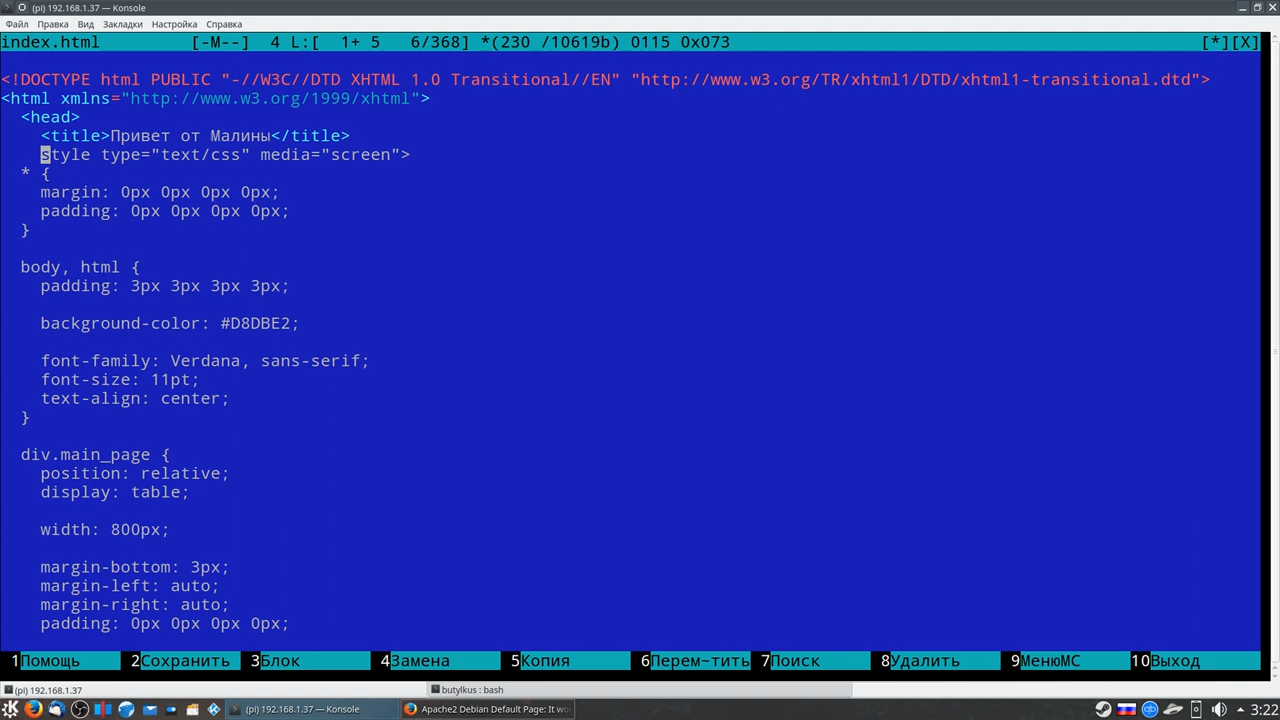 (pi) 192.168.1.37 — Konsole
Файл Правка Вид Закладки Настройка Справка
index.html [-M--] 4 L:[ 1+ 5 6/368] *(230 /10619b) 0115 0x073 [*][X]
<!DOCTYPE html PUBLIC "-//W3C//DTD XHTML 1.0 Transitional//EN" "http://www.w3.org/TR/xhtml1/DTD/xhtml1-transitional.dtd">
<html xmlns="http://www.w3.org/1999/xhtml">
<head>
<title>Привет от Малины</title>
style type="text/css" media="screen">
* {
margin: 0px 0px 0px 0px;
padding: 0px 0px 0px 0px;
}
body, html {
padding: 3px 3px 3px 3px;
background-color: #D8DBE2;
font-family: Verdana, sans-serif;
font-size: 11pt;
text-align: center;
}
div.main_page {
position: relative;
display: table;
width: 800px;
margin-bottom: 3px;
margin-left: auto;
margin-right: auto;
padding: 0px 0px 0px 0px;
1Помощь 2Сохранить 3Блок 4Замена 5Копия 6Перем~тить 7Поиск 8Удалить 9МенюMC 10Выход
(pi) 192.168.1.37 butylkus : bash
(pi) 192.168.1.37 — Konsole Apache2 Debian Default Page: It wo 3:22